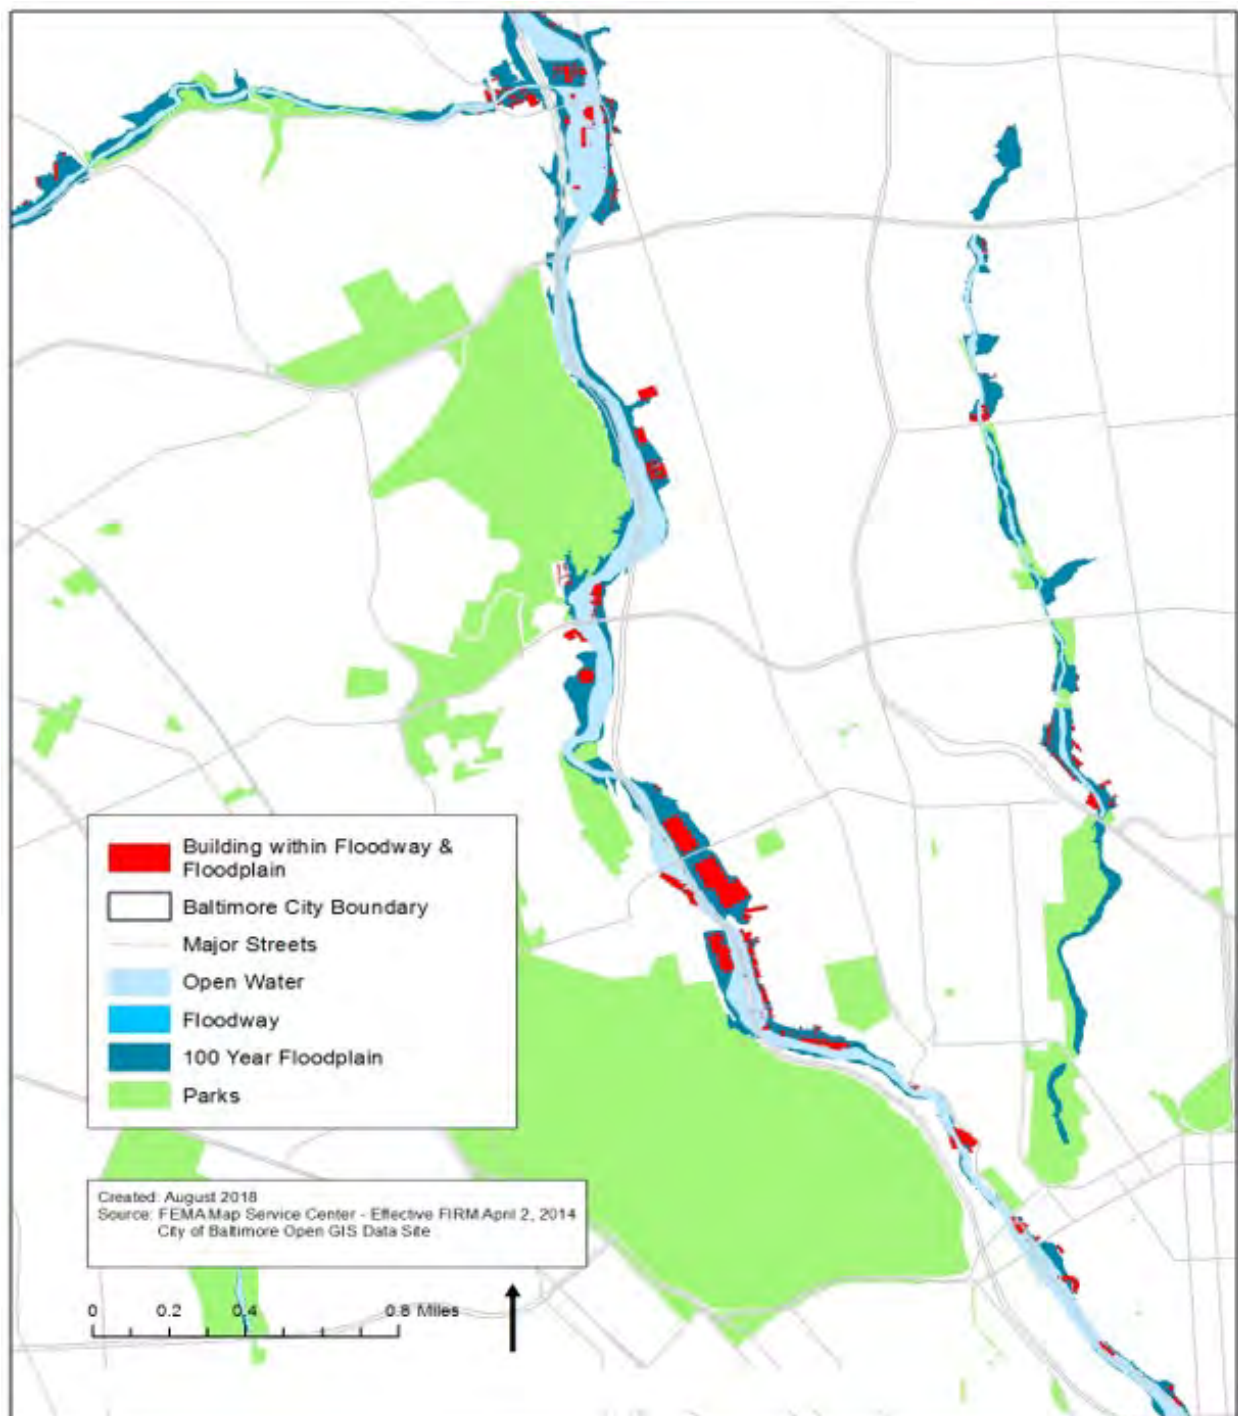 Building within Floodway &
Floodplain
Baltimore City Boundary
Major Streets
Open Water
Floodway
100 Year Floodplain
Parks
Created: August 2018
Source: FEMA Map Service Center - Effective FIRM April 2, 2014
City of Baltimore Open GIS Data Site
0 0.2 0.4 0.8 Miles